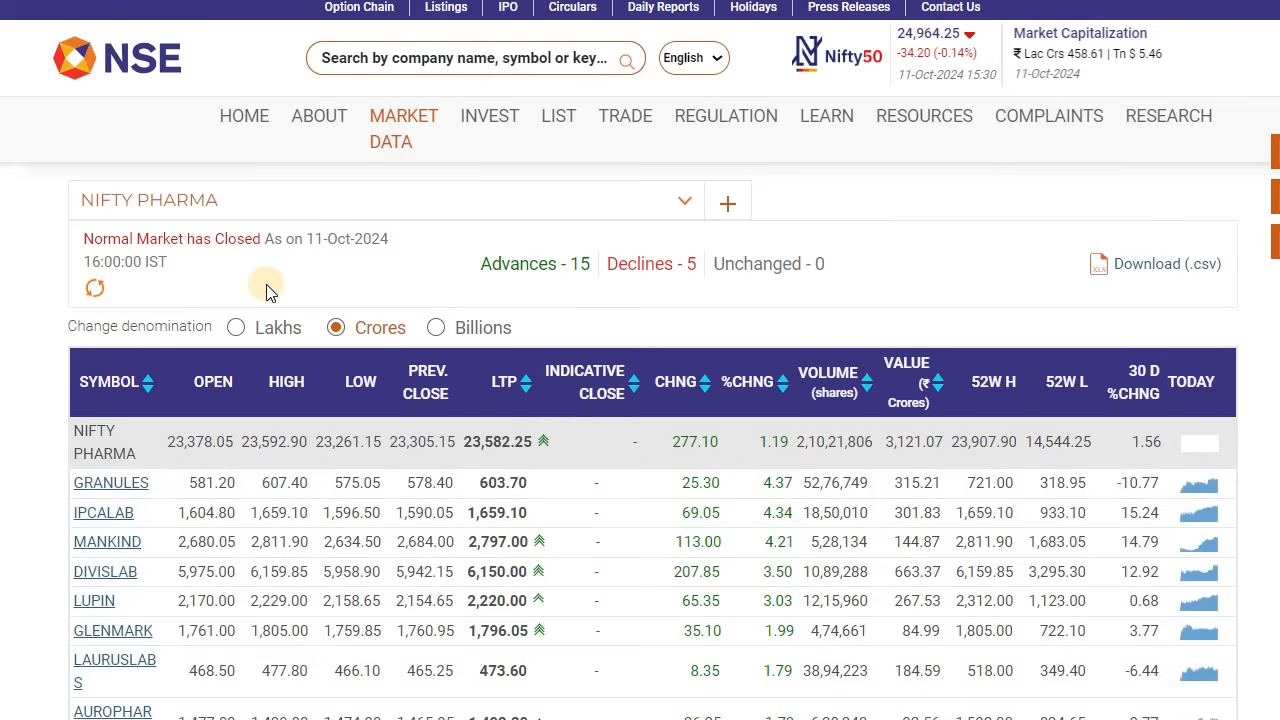 Option Chain Listings IPO Circulars Daily Reports Holidays Press Releases Contact Us
NSE
Search by company name, symbol or key...
English
Nifty50
24,964.25
-34.20 (-0.14%)
11-Oct-2024 15:30
Market Capitalization
₹ Lac Crs 458.61 | Tn $ 5.46
11-Oct-2024
HOME ABOUT MARKET DATA INVEST LIST TRADE REGULATION LEARN RESOURCES COMPLAINTS RESEARCH
NIFTY PHARMA
+
Normal Market has Closed As on 11-Oct-2024
16:00:00 IST
Advances - 15 Declines - 5 Unchanged - 0
XLS Download (.csv)
Change denomination Lakhs Crores Billions
SYMBOL OPEN HIGH LOW PREV. CLOSE LTP INDICATIVE CLOSE CHNG %CHNG VOLUME (shares) VALUE (₹ Crores) 52W H 52W L 30 D %CHNG TODAY
NIFTY PHARMA 23,378.05 23,592.90 23,261.15 23,305.15 23,582.25 - 277.10 1.19 2,10,21,806 3,121.07 23,907.90 14,544.25 1.56
GRANULES 581.20 607.40 575.05 578.40 603.70 - 25.30 4.37 52,76,749 315.21 721.00 318.95 -10.77
IPCALAB 1,604.80 1,659.10 1,596.50 1,590.05 1,659.10 - 69.05 4.34 18,50,010 301.83 1,659.10 933.10 15.24
MANKIND 2,680.05 2,811.90 2,634.50 2,684.00 2,797.00 - 113.00 4.21 5,28,134 144.87 2,811.90 1,683.05 14.79
DIVISLAB 5,975.00 6,159.85 5,958.90 5,942.15 6,150.00 - 207.85 3.50 10,89,288 663.37 6,159.85 3,295.30 12.92
LUPIN 2,170.00 2,229.00 2,158.65 2,154.65 2,220.00 - 65.35 3.03 12,15,960 267.53 2,312.00 1,123.00 0.68
GLENMARK 1,761.00 1,805.00 1,759.85 1,760.95 1,796.05 - 35.10 1.99 4,74,661 84.99 1,805.00 722.10 3.77
LAURUSLABS 468.50 477.80 466.10 465.25 473.60 - 8.35 1.79 38,94,223 184.59 518.00 349.40 -6.44
AUROPHAR